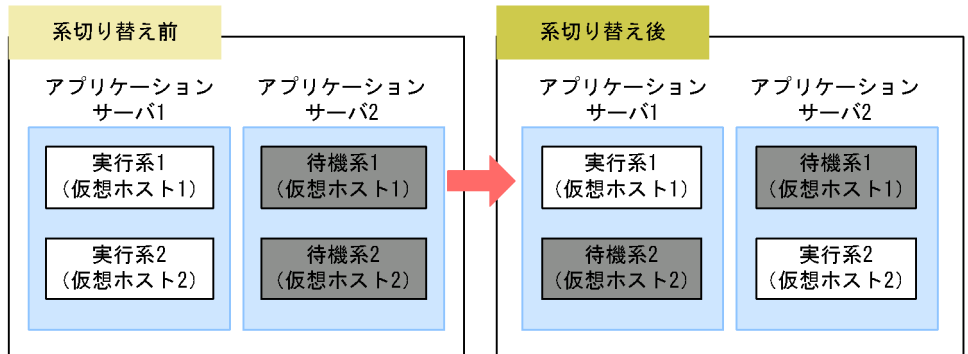 系切り替え前
アプリケーション
サーバ1
アプリケーション
サーバ2
実行系1
(仮想ホスト1)
待機系1
(仮想ホスト1)
実行系2
(仮想ホスト2)
待機系2
(仮想ホスト2)
系切り替え後
アプリケーション
サーバ1
アプリケーション
サーバ2
実行系1
(仮想ホスト1)
待機系1
(仮想ホスト1)
待機系2
(仮想ホスト2)
実行系2
(仮想ホスト2)